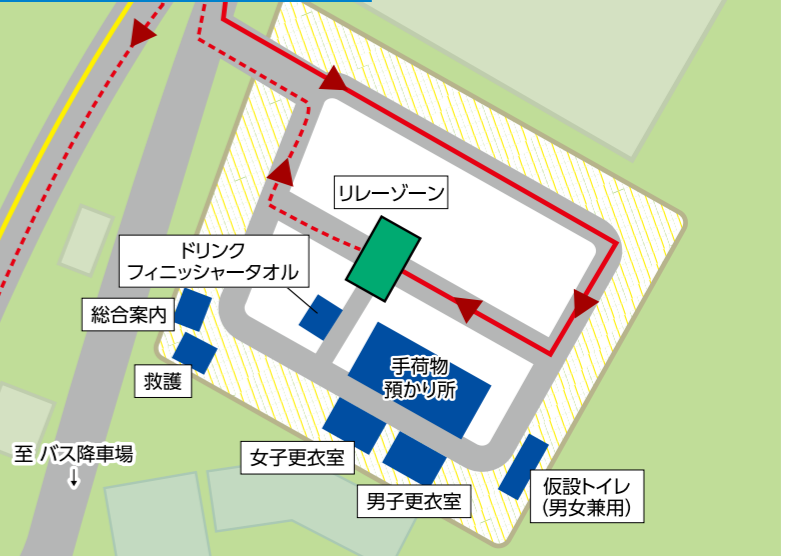 リレーゾーン
ドリンク
フィニッシャータオル
総合案内
救護
手荷物
預かり所
至 バス降車場
↓
女子更衣室
男子更衣室
仮設トイレ
(男女兼用)